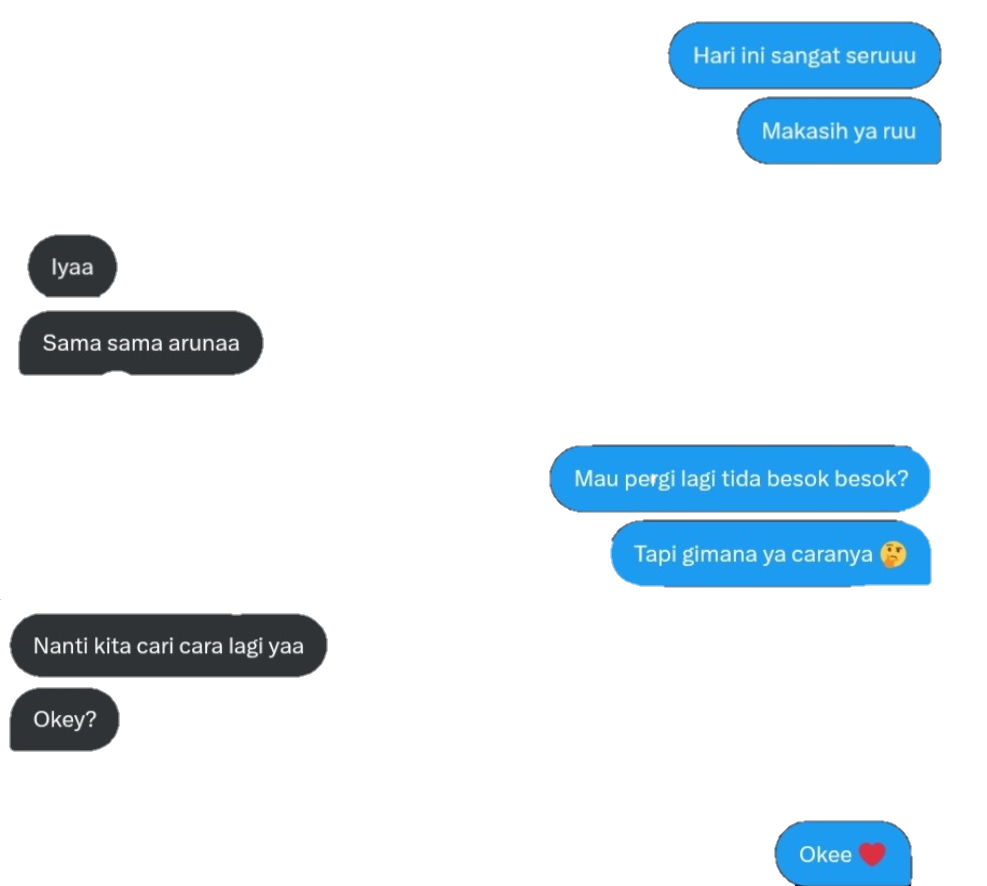 Hari ini sangat seruuu
Makasih ya ruu
Iyaa
Sama sama arunaa
Mau pergi lagi tida besok besok?
Tapi gimana ya caranya 🤔
Nanti kita cari cara lagi yaa
Okey?
Okee ❤️